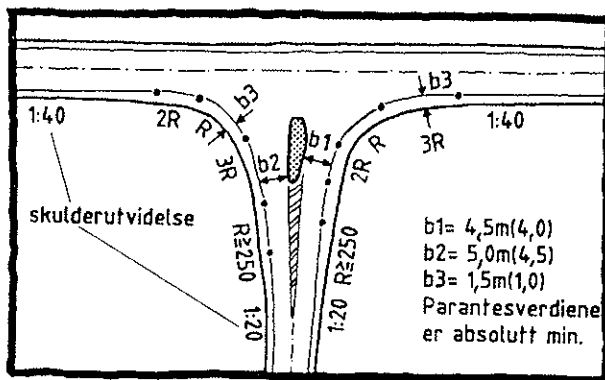 b3
b3
1:40
2R
R
3R
b2
b1
2R
R
3R
1:40
skulderutvidelse
R≧250
1:20
R≧250
1:20
b1= 4,5m(4,0)
b2= 5,0m(4,5)
b3= 1,5m(1,0)
Parantesverdiene
er absolutt min.